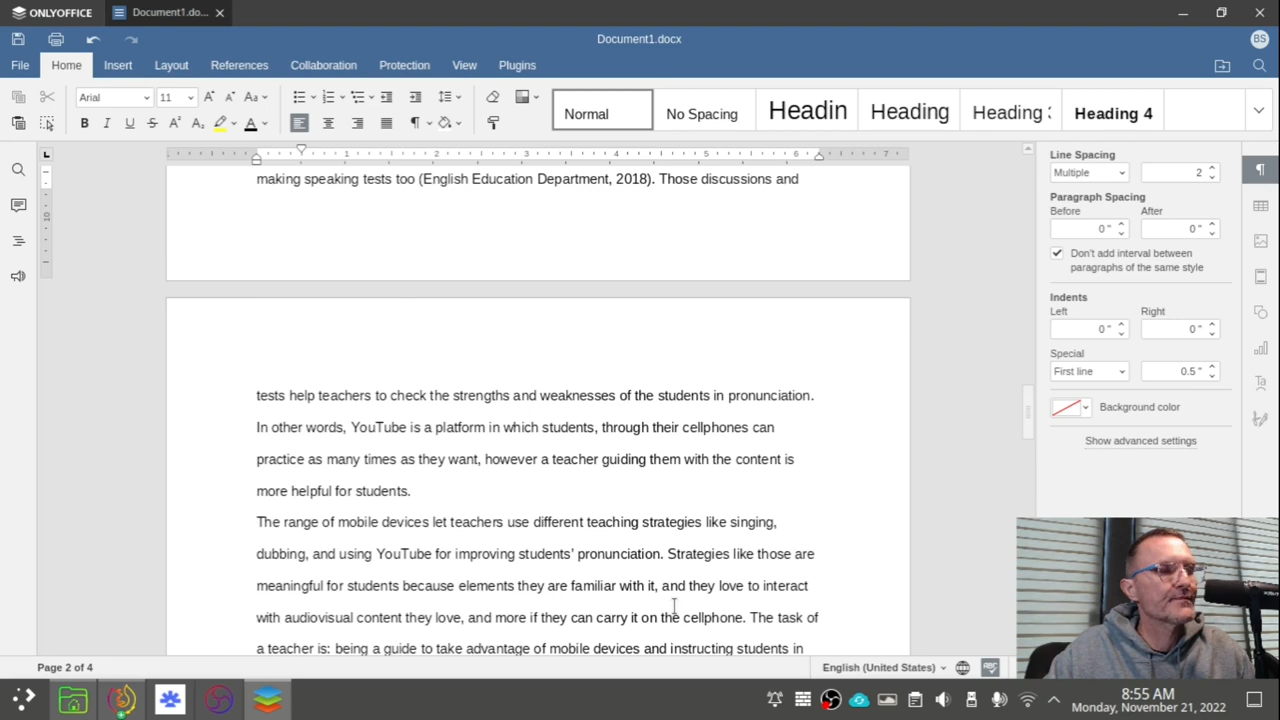 ONLYOFFICE
Document1.do...
Document1.docx
BS
File
Home
Insert
Layout
References
Collaboration
Protection
View
Plugins
Arial
11
Normal
No Spacing
Headin
Heading
Heading
Heading 4
1
2
3
4
5
6
7
making speaking tests too (English Education Department, 2018). Those discussions and
tests help teachers to check the strengths and weaknesses of the students in pronunciation.
In other words, YouTube is a platform in which students, through their cellphones can
practice as many times as they want, however a teacher guiding them with the content is
more helpful for students.
The range of mobile devices let teachers use different teaching strategies like singing,
dubbing, and using YouTube for improving students' pronunciation. Strategies like those are
meaningful for students because elements they are familiar with it, and they love to interact
with audiovisual content they love, and more if they can carry it on the cellphone. The task of
a teacher is: being a guide to take advantage of mobile devices and instructing students in
Line Spacing
Multiple
2
Paragraph Spacing
Before
After
0 "
0 "
Don't add interval between
paragraphs of the same style
Indents
Left
Right
0 "
0 "
Special
First line
0.5 "
Background color
Show advanced settings
Page 2 of 4
English (United States)
8:55 AM
Monday, November 21, 2022